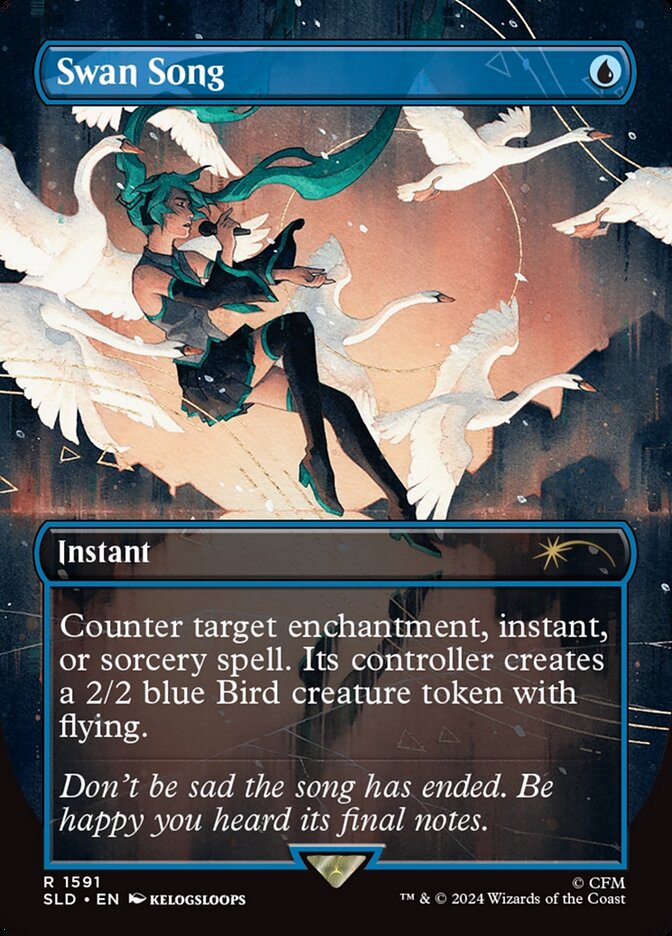 Swan Song
Instant
Counter target enchantment, instant,
or sorcery spell. Its controller creates
a 2/2 blue Bird creature token with
flying.
Don't be sad the song has ended. Be
happy you heard its final notes.
R 1591
© CFM
SLD • EN KELOGSLOOPS
™ & © 2024 Wizards of the Coast